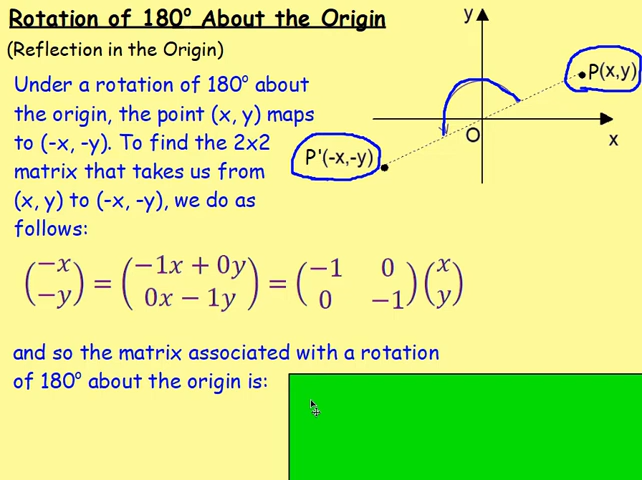 Rotation of 180° About the Origin
(Reflection in the Origin)
Under a rotation of 180° about
the origin, the point (x, y) maps
to (-x, -y). To find the 2x2
matrix that takes us from
(x, y) to (-x, -y), we do as
follows:
y
P(x,y)
O
x
P'(-x,-y)
(−x) = (−1x + 0y) = (−1 0)(x)
(−y) (0x − 1y) (0 −1)(y)
and so the matrix associated with a rotation
of 180° about the origin is: